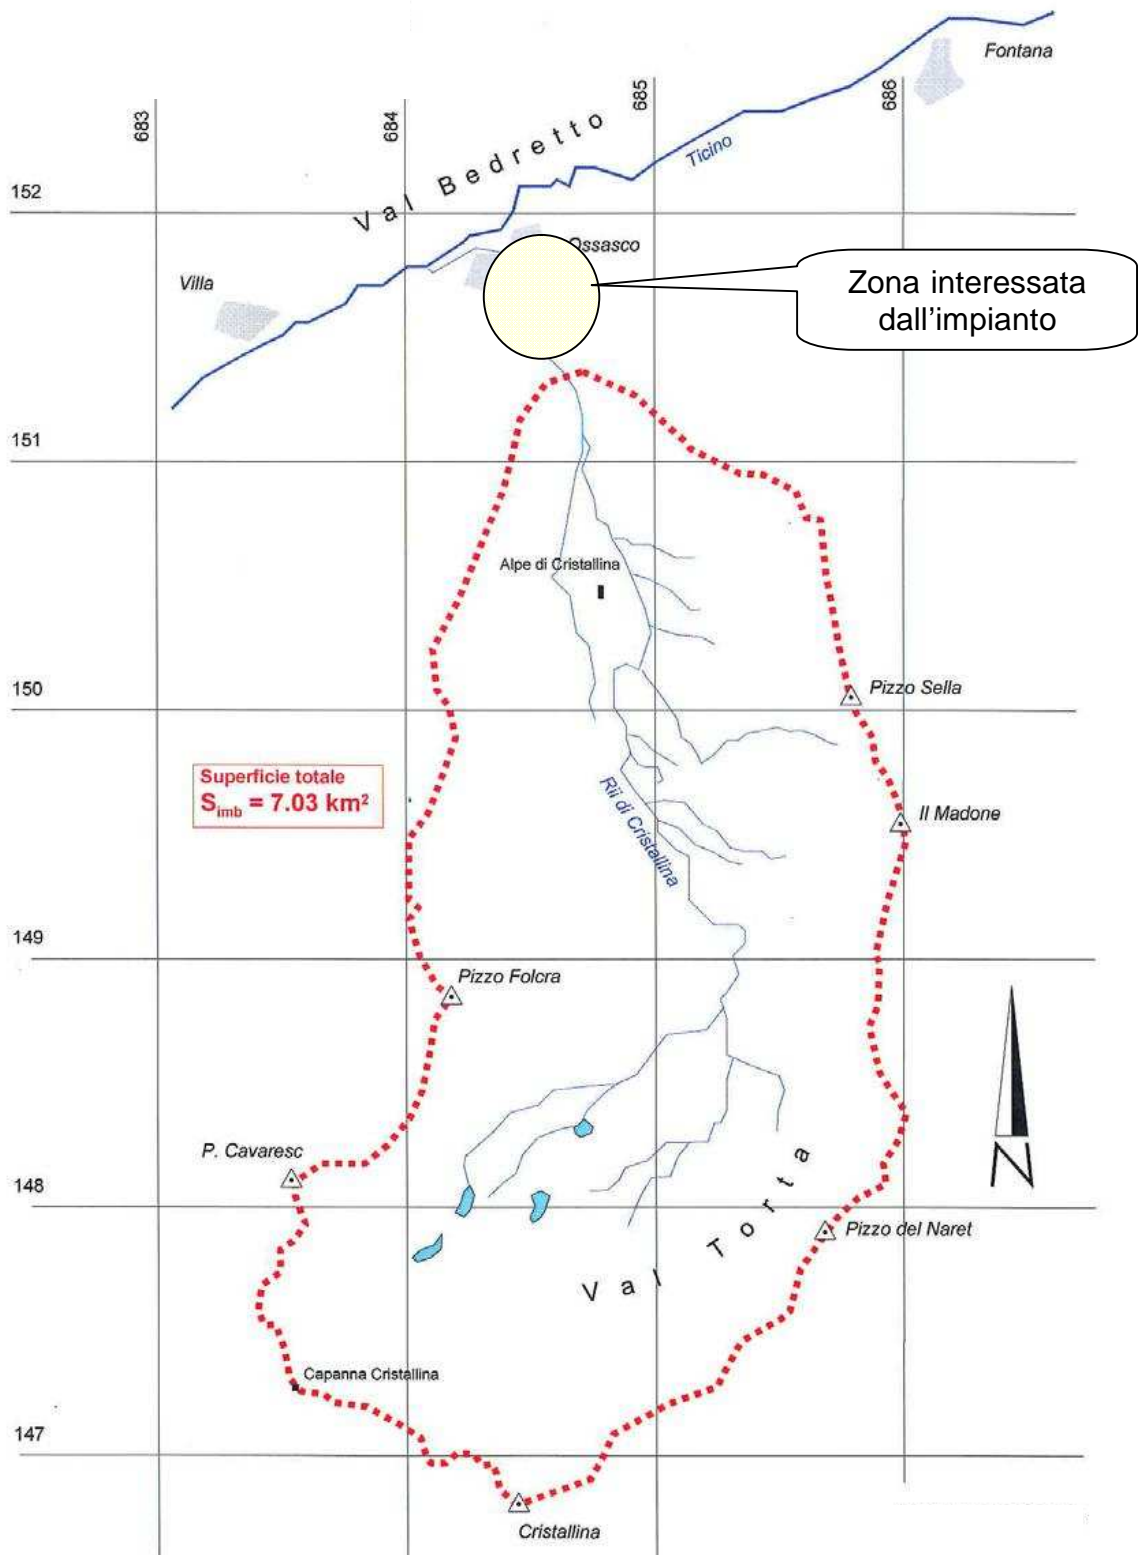 Fontana
683
684
685
686
Val Bedretto
Ticino
152
Ossasco
Villa
Zona interessata
dall'impianto
151
Alpe di Cristallina
150
Pizzo Sella
Superficie totale
S_imb = 7.03 km²
Il Madone
Rii di Cristallina
149
Pizzo Folcra
P. Cavaresc
148
Val Torta
Pizzo del Naret
N
Capanna Cristallina
147
Cristallina